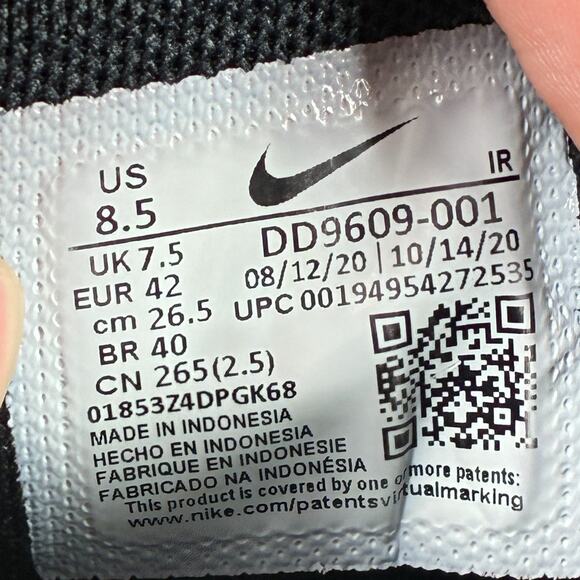 US
8.5
IR
DD9609-001
08/12/20 | 10/14/20
UPC 00194954272535
UK 7.5
EUR 42
cm 26.5
BR 40
CN 265(2.5)
01853Z4DPGK68
MADE IN INDONESIA
HECHO EN INDONESIA
FABRIQUE EN INDONESIE
FABRICADO NA INDONÉSIA
This product is covered by one or more patents:
www.nike.com/patentsvirtualmarking